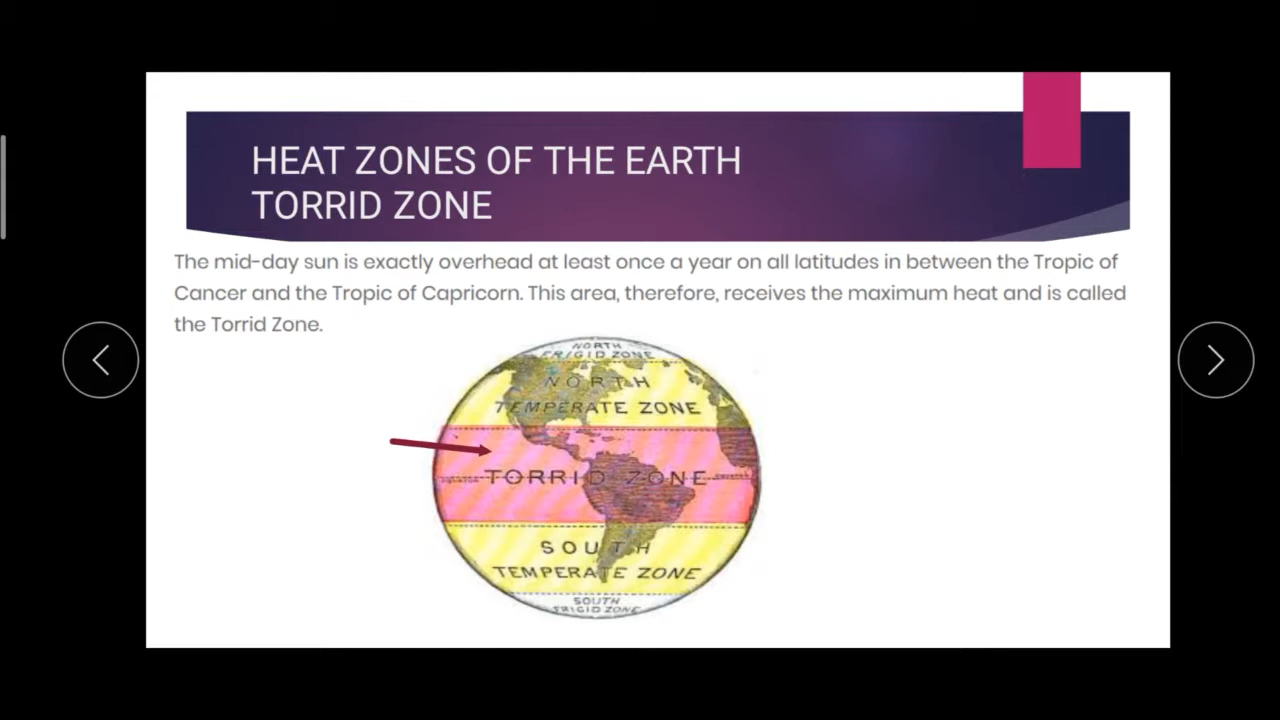 HEAT ZONES OF THE EARTH
TORRID ZONE
The mid-day sun is exactly overhead at least once a year on all latitudes in between the Tropic of
Cancer and the Tropic of Capricorn. This area, therefore, receives the maximum heat and is called
the Torrid Zone.
NORTH
FRIGID ZONE
NORTH
TEMPERATE ZONE
TORRID ZONE
EQUATOR
SOUTH
TEMPERATE ZONE
SOUTH
FRIGID ZONE